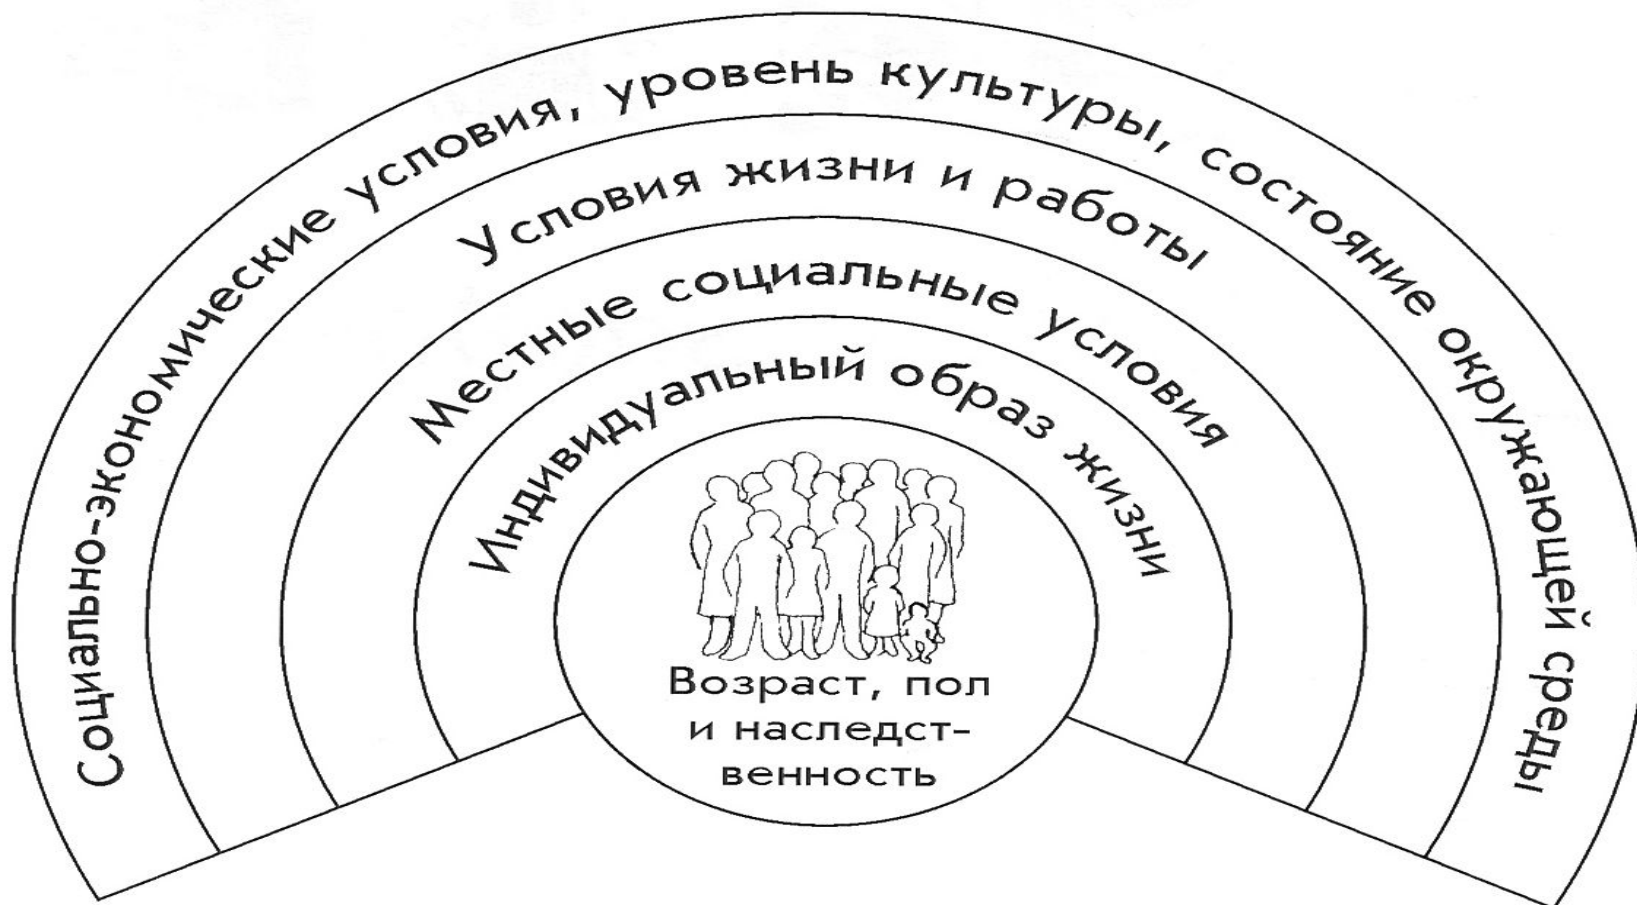 Социально-экономические условия, уровень культуры, состояние окружающей среды
Условия жизни и работы
Местные социальные условия
Индивидуальный образ жизни
Возраст, пол
и наследст-
венность